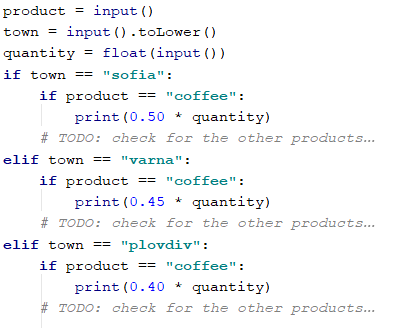 product = input()
town = input().toLower()
quantity = float(input())
if town == "sofia":
    if product == "coffee":
        print(0.50 * quantity)
    # TODO: check for the other products…
elif town == "varna":
    if product == "coffee":
        print(0.45 * quantity)
    # TODO: check for the other products…
elif town == "plovdiv":
    if product == "coffee":
        print(0.40 * quantity)
    # TODO: check for the other products…